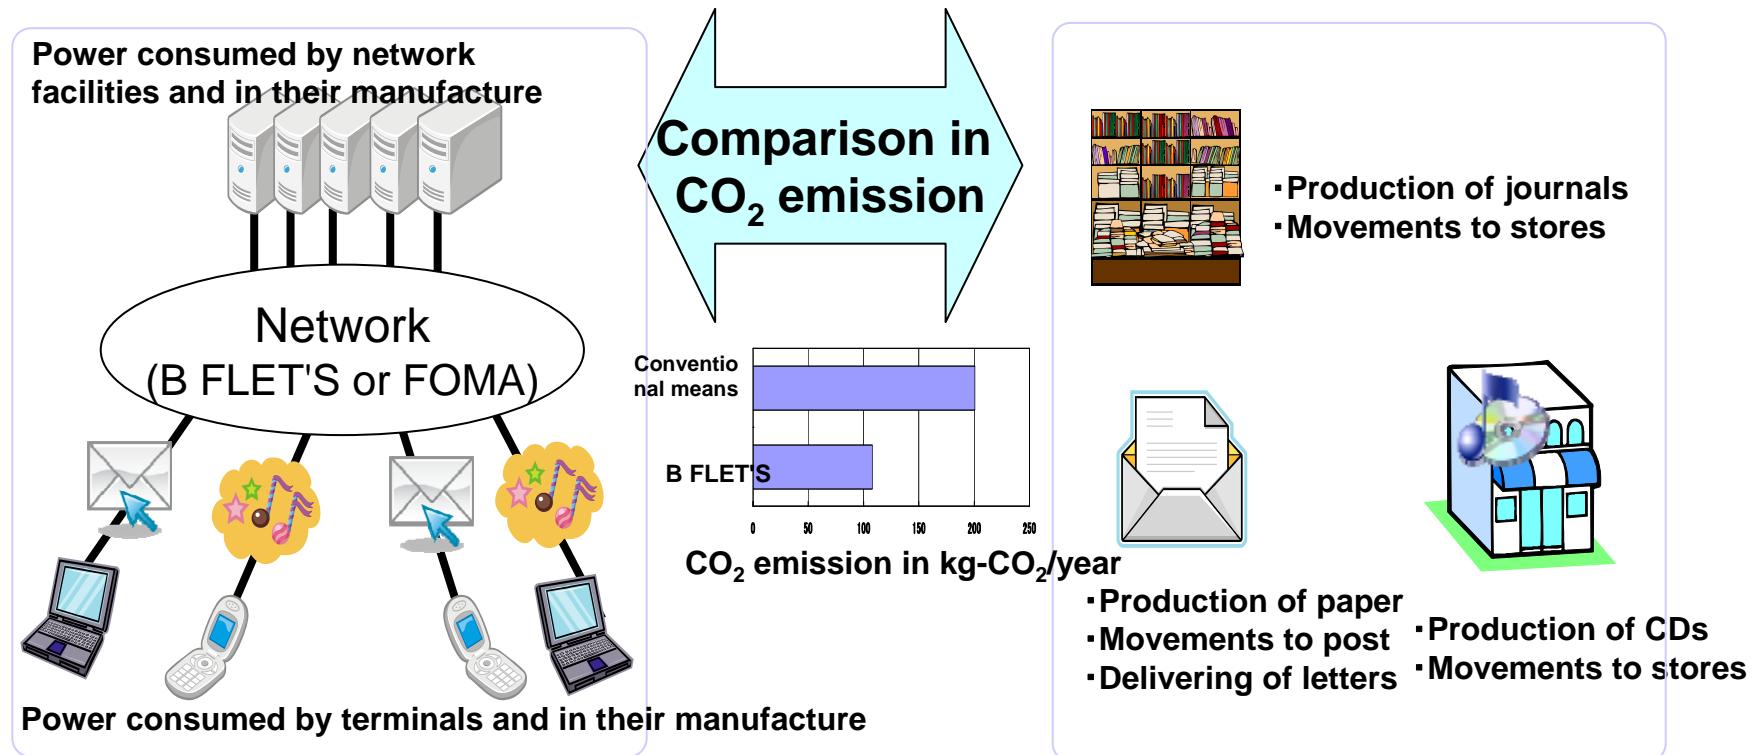 Power consumed by network
facilities and in their manufacture
Network
(B FLET'S or FOMA)
Power consumed by terminals and in their manufacture
Comparison in
CO₂ emission
Conventio
nal means
B FLET'S
0 50 100 150 200 250
CO₂ emission in kg-CO₂/year
・Production of journals
・Movements to stores
・Production of paper
・Movements to post
・Delivering of letters
・Production of CDs
・Movements to stores